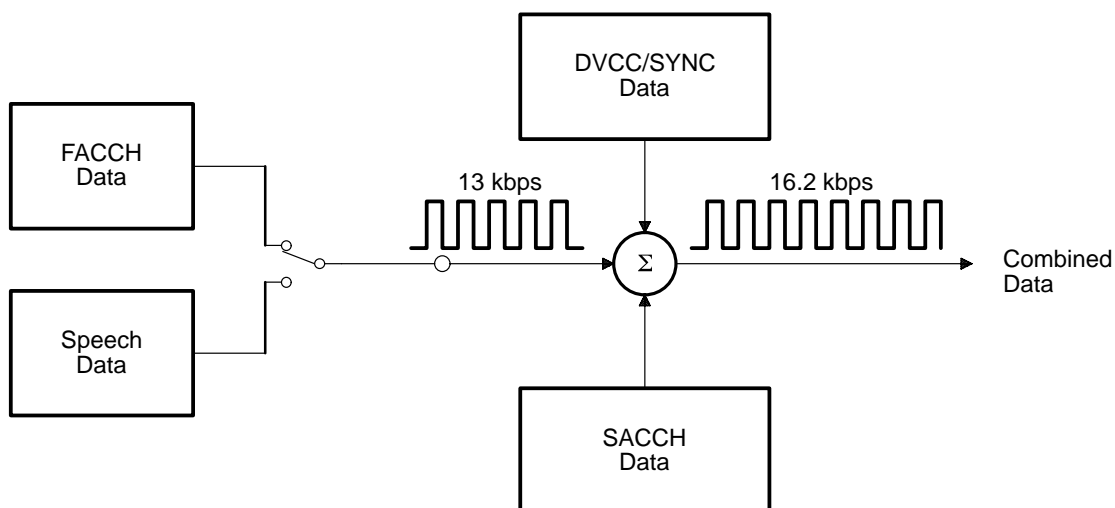 DVCC/SYNC
Data
FACCH
Data
13 kbps
16.2 kbps
Σ
Combined
Data
Speech
Data
SACCH
Data